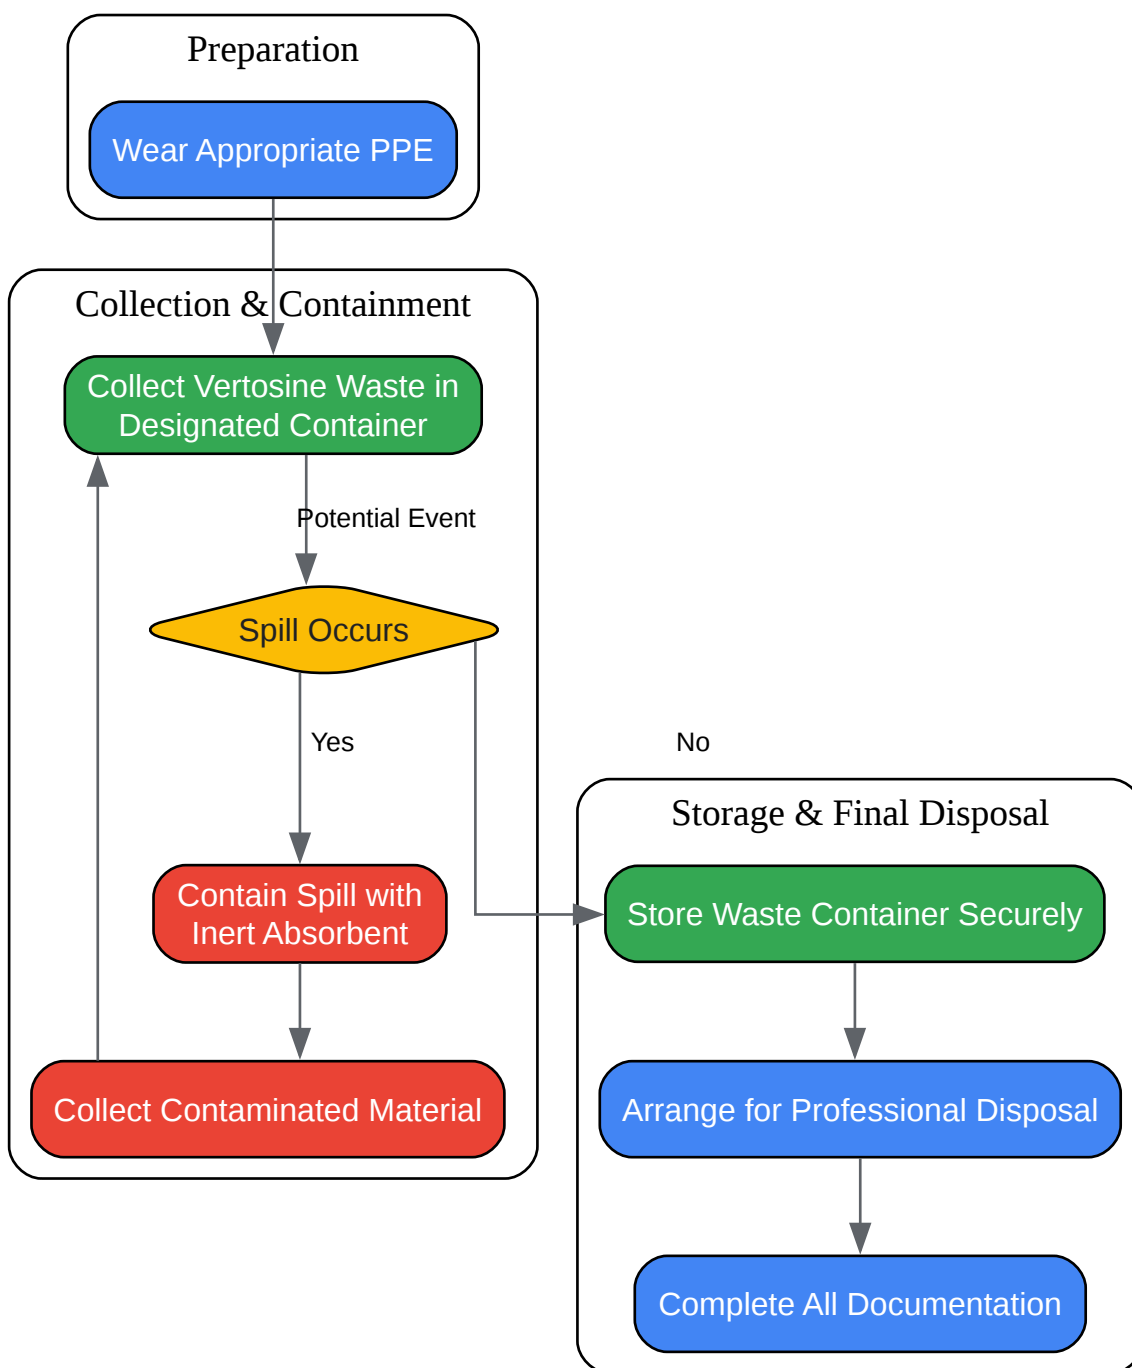 Preparation
Wear Appropriate PPE
Collection & Containment
Collect Vertosine Waste in
Designated Container
Potential Event
Spill Occurs
Yes
No
Contain Spill with
Inert Absorbent
Collect Contaminated Material
Storage & Final Disposal
Store Waste Container Securely
Arrange for Professional Disposal
Complete All Documentation